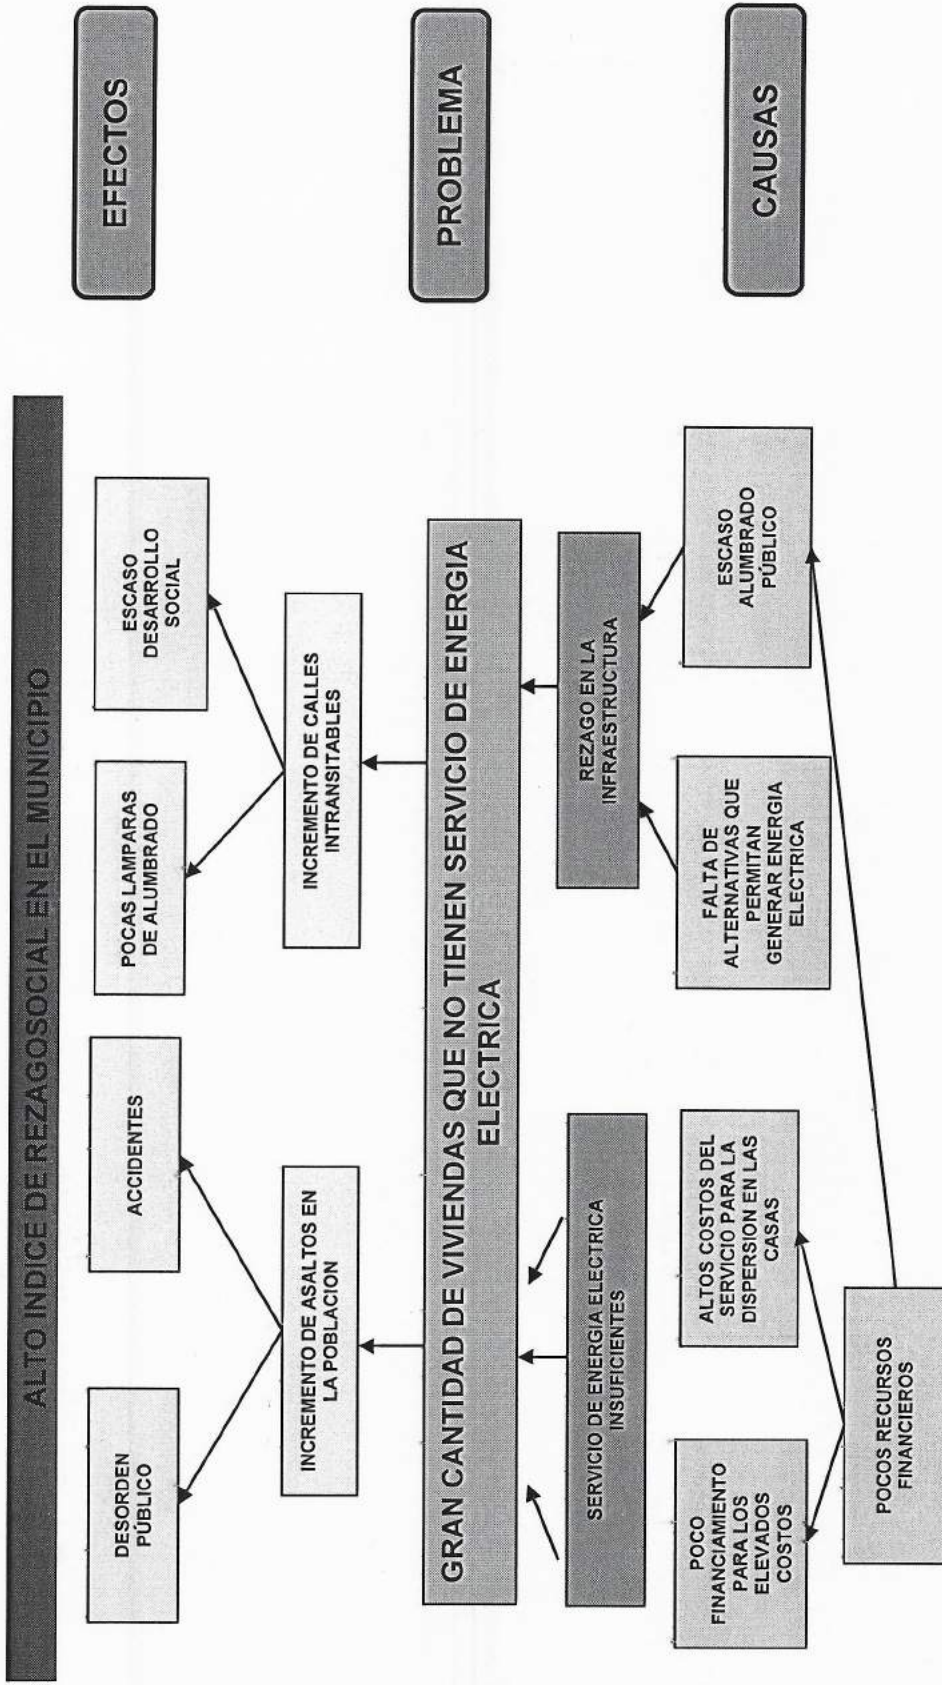 ALTO INDICE DE REZAGOSOCIAL EN EL MUNICIPIO
EFECTOS
DESORDEN
PÚBLICO
ACCIDENTES
POCAS LAMPARAS
DE ALUMBRADO
ESCASO
DESARROLLO
SOCIAL
INCREMENTO DE ASALTOS EN
LA POBLACION
INCREMENTO DE CALLES
INTRANSITABLES
GRAN CANTIDAD DE VIVIENDAS QUE NO TIENEN SERVICIO DE ENERGIA
ELECTRICA
PROBLEMA
SERVICIO DE ENERGIA ELECTRICA
INSUFICIENTES
REZAGO EN LA
INFRAESTRUCTURA
POCO
FINANCIAMIENTO
PARA LOS
ELEVADOS
COSTOS
ALTOS COSTOS DEL
SERVICIO PARA LA
DISPERSION EN LAS
CASAS
FALTA DE
ALTERNATIVAS QUE
PERMITAN
GENERAR ENERGIA
ELECTRICA
ESCASO
ALUMBRADO
PÚBLICO
CAUSAS
POCOS RECURSOS
FINANCIEROS